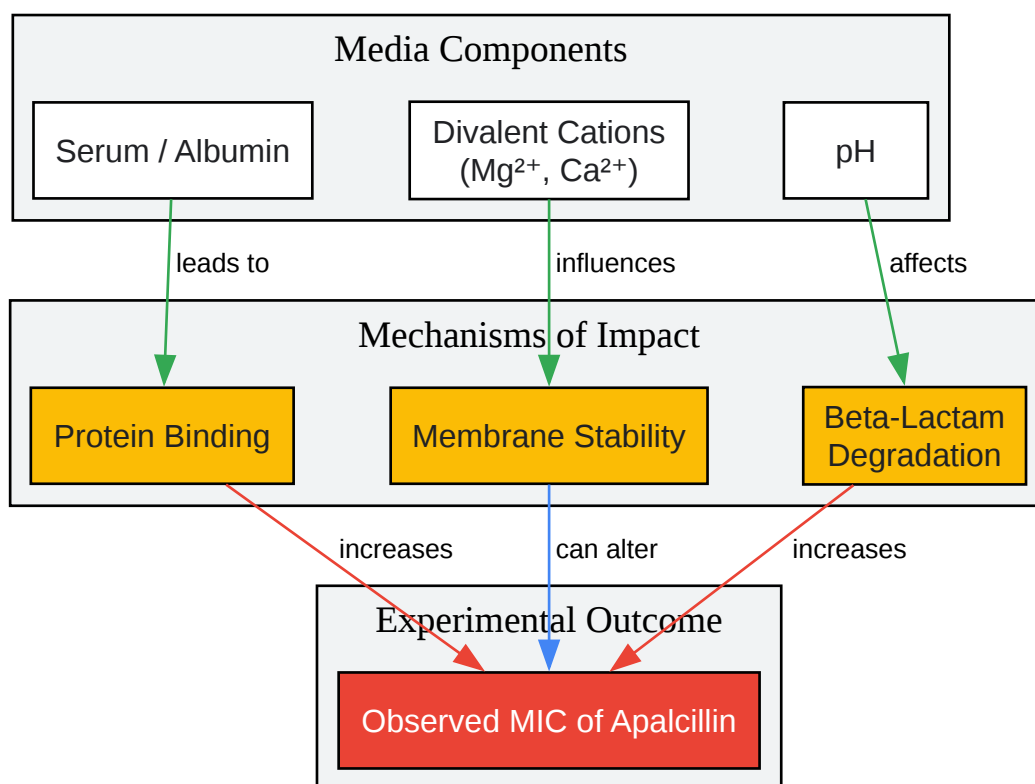 Media Components
Serum / Albumin
Divalent Cations
(Mg²⁺, Ca²⁺)
pH
leads to
influences
affects
Mechanisms of Impact
Protein Binding
Membrane Stability
Beta-Lactam
Degradation
increases
can alter
increases
Experimental Outcome
Observed MIC of Apalcillin